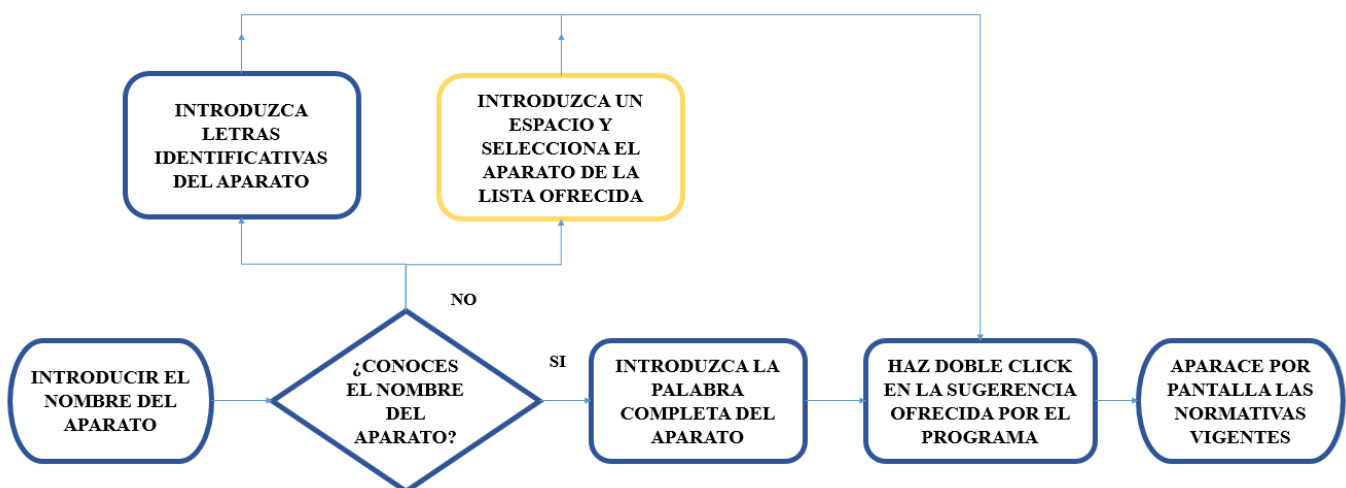 INTRODUZCA
LETRAS
IDENTIFICATIVAS
DEL APARATO
INTRODUZCA UN
ESPACIO Y
SELECCIONA EL
APARATO DE LA
LISTA OFRECIDA
NO
INTRODUCIR EL
NOMBRE DEL
APARATO
¿CONOCES
EL NOMBRE
DEL
APARATO?
SI
INTRODUZCA LA
PALABRA
COMPLETA DEL
APARATO
HAZ DOBLE CLICK
EN LA SUGERENCIA
OFRECIDA POR EL
PROGRAMA
APARACE POR
PANTALLA LAS
NORMATIVAS
VIGENTES